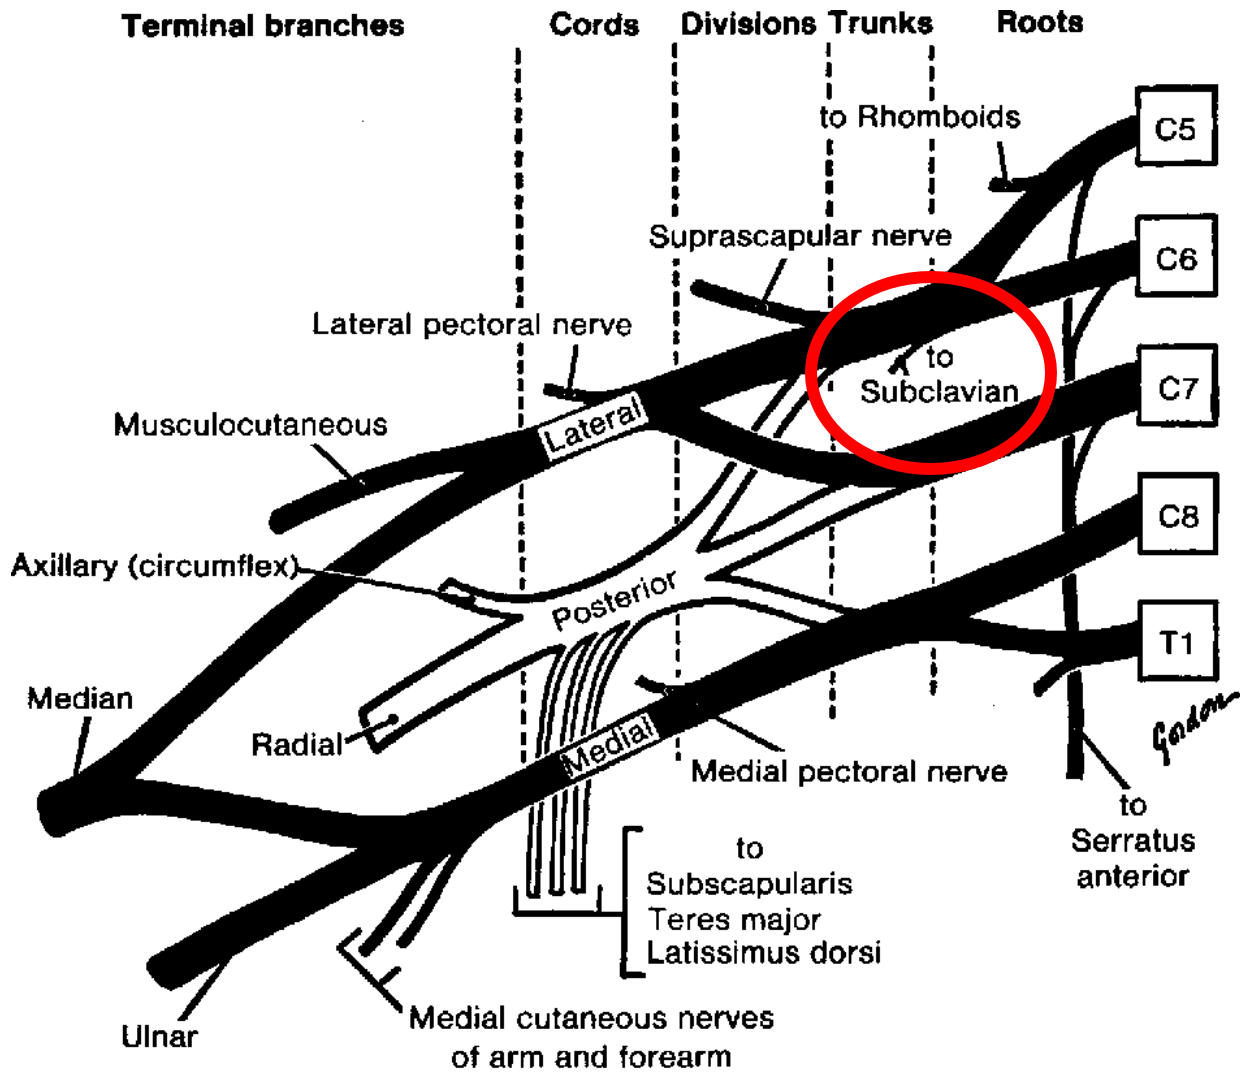 Terminal branches
Cords
Divisions
Trunks
Roots
to Rhomboids
C5
Suprascapular nerve
C6
Lateral pectoral nerve
to
Subclavian
C7
Musculocutaneous
Lateral
C8
Axillary (circumflex)
Posterior
T1
Median
Radial
Medial
Medial pectoral nerve
Gordon
to
Serratus
anterior
to
Subscapularis
Teres major
Latissimus dorsi
Ulnar
Medial cutaneous nerves
of arm and forearm